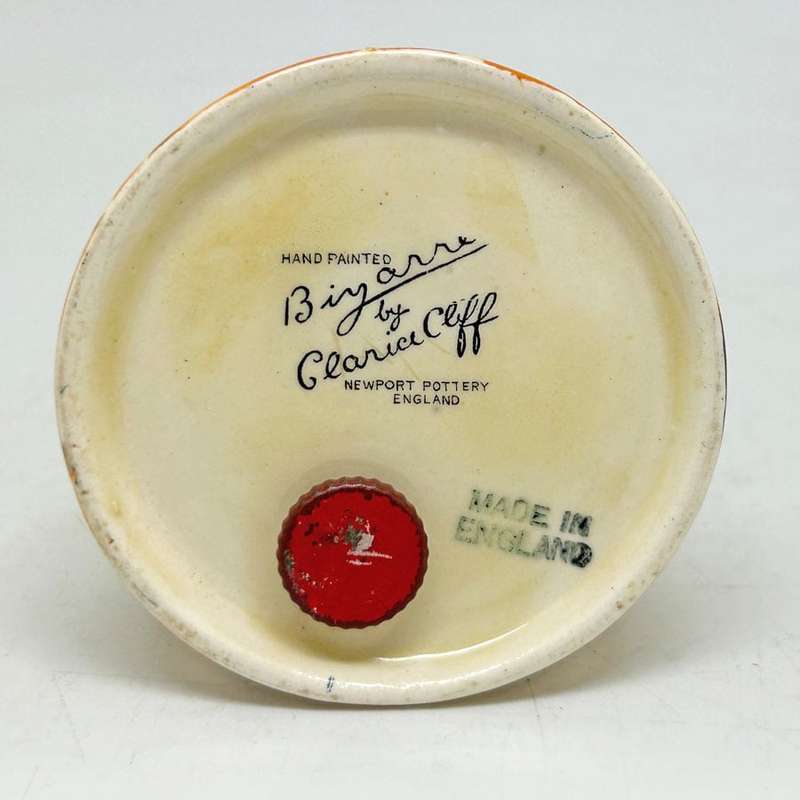 HAND PAINTED
Bizarre
by
Clarice Cliff
NEWPORT POTTERY
ENGLAND
MADE IN
ENGLAND